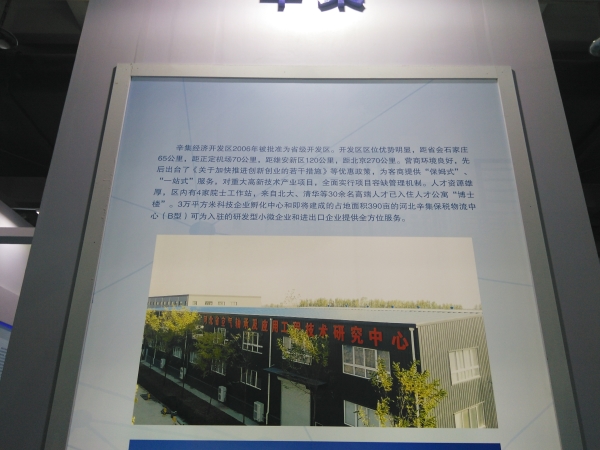 辛集
辛集经济开发区2006年被批准为省级开发区。开发区区位优势明显，距省会石家庄
65公里，距正定机场70公里，距雄安新区120公里，距北京270公里。营商环境良好，先
后出台了《关于加快推进创新创业的若干措施》等优惠政策，为客商提供“保姆式”、
“一站式”服务，对重大高新技术产业项目，全面实行项目容缺管理机制。人才资源雄
厚，区内有4家院士工作站，来自北大、清华等30余名高端人才已入住人才公寓“博士
楼”。3万平方米科技企业孵化中心和即将建成的占地面积390亩的河北辛集保税物流中
心（B型）可为入驻的研发型小微企业和进出口企业提供全方位服务。
应用工程技术研究中心